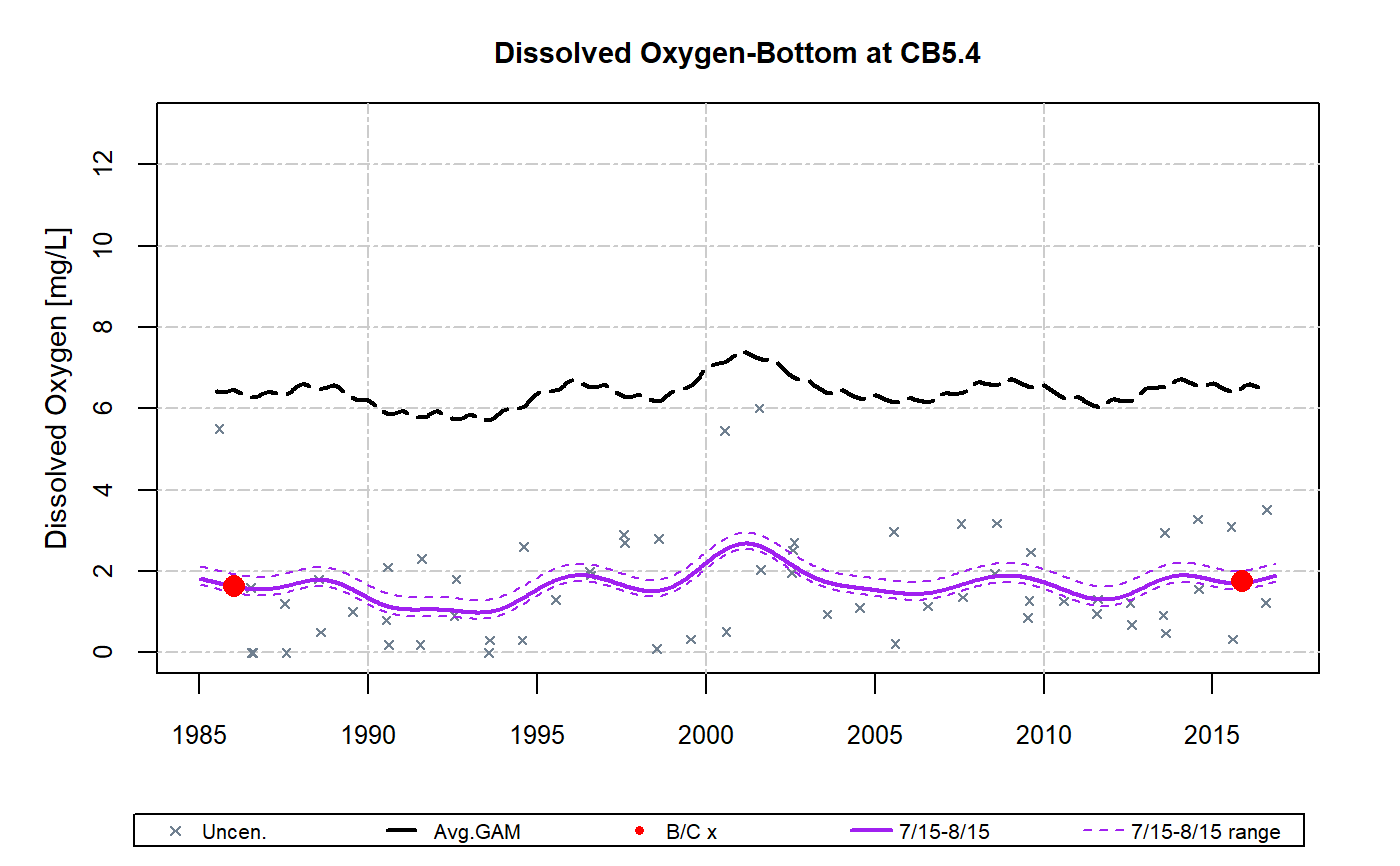 Dissolved Oxygen-Bottom at CB5.4
Dissolved Oxygen [mg/L]
12
10
8
6
4
2
0
1985 1990 1995 2000 2005 2010 2015
Uncen. Avg.GAM B/C x 7/15-8/15 7/15-8/15 range